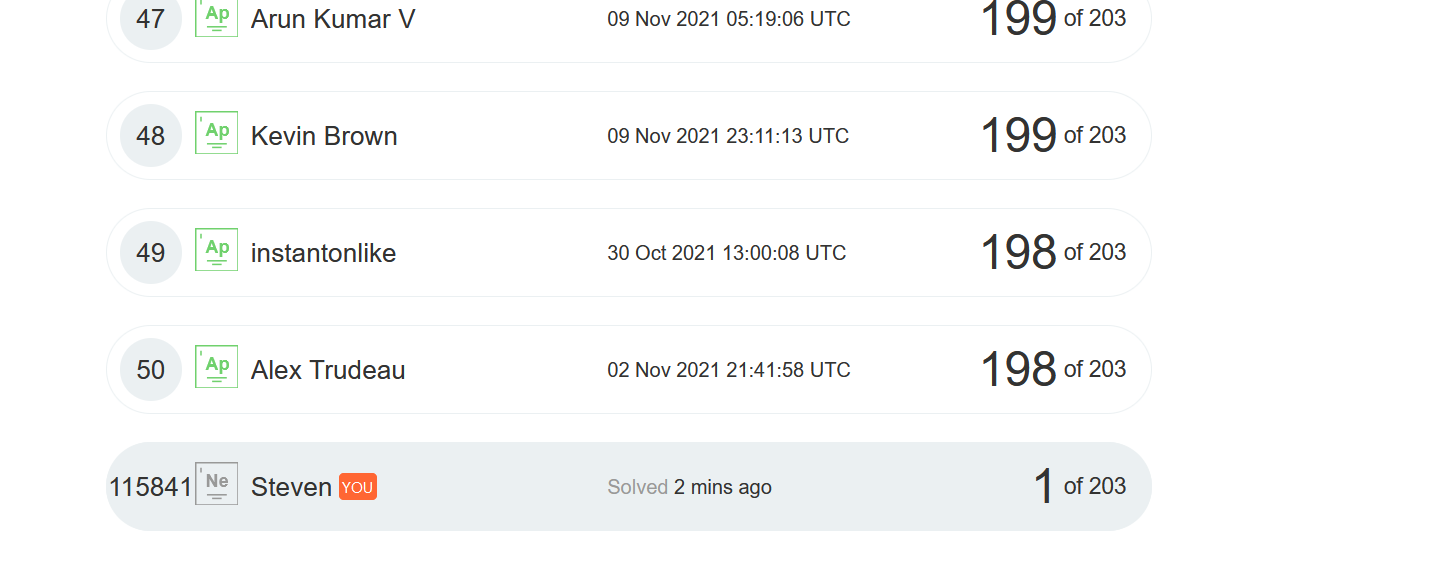 47 Ap Arun Kumar V 09 Nov 2021 05:19:06 UTC 199 of 203
48 Ap Kevin Brown 09 Nov 2021 23:11:13 UTC 199 of 203
49 Ap instantonlike 30 Oct 2021 13:00:08 UTC 198 of 203
50 Ap Alex Trudeau 02 Nov 2021 21:41:58 UTC 198 of 203
115841 Ne Steven YOU Solved 2 mins ago 1 of 203